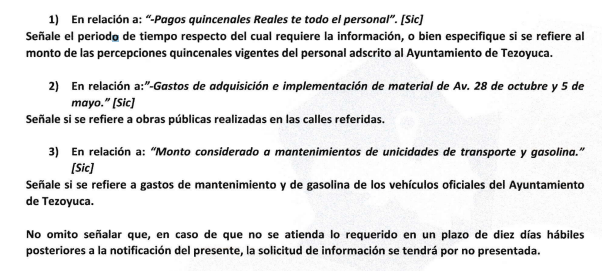 1) En relación a: “-Pagos quincenales Reales te todo el personal”. [Sic]
Señale el periodo de tiempo respecto del cual requiere la información, o bien especifique si se refiere al
monto de las percepciones quincenales vigentes del personal adscrito al Ayuntamiento de Tezoyuca.
2) En relación a:”-Gastos de adquisición e implementación de material de Av. 28 de octubre y 5 de
mayo.” [Sic]
Señale si se refiere a obras públicas realizadas en las calles referidas.
3) En relación a: “Monto considerado a mantenimientos de unicidades de transporte y gasolina.”
[Sic]
Señale si se refiere a gastos de mantenimiento y de gasolina de los vehículos oficiales del Ayuntamiento
de Tezoyuca.
No omito señalar que, en caso de que no se atienda lo requerido en un plazo de diez días hábiles
posteriores a la notificación del presente, la solicitud de información se tendrá por no presentada.